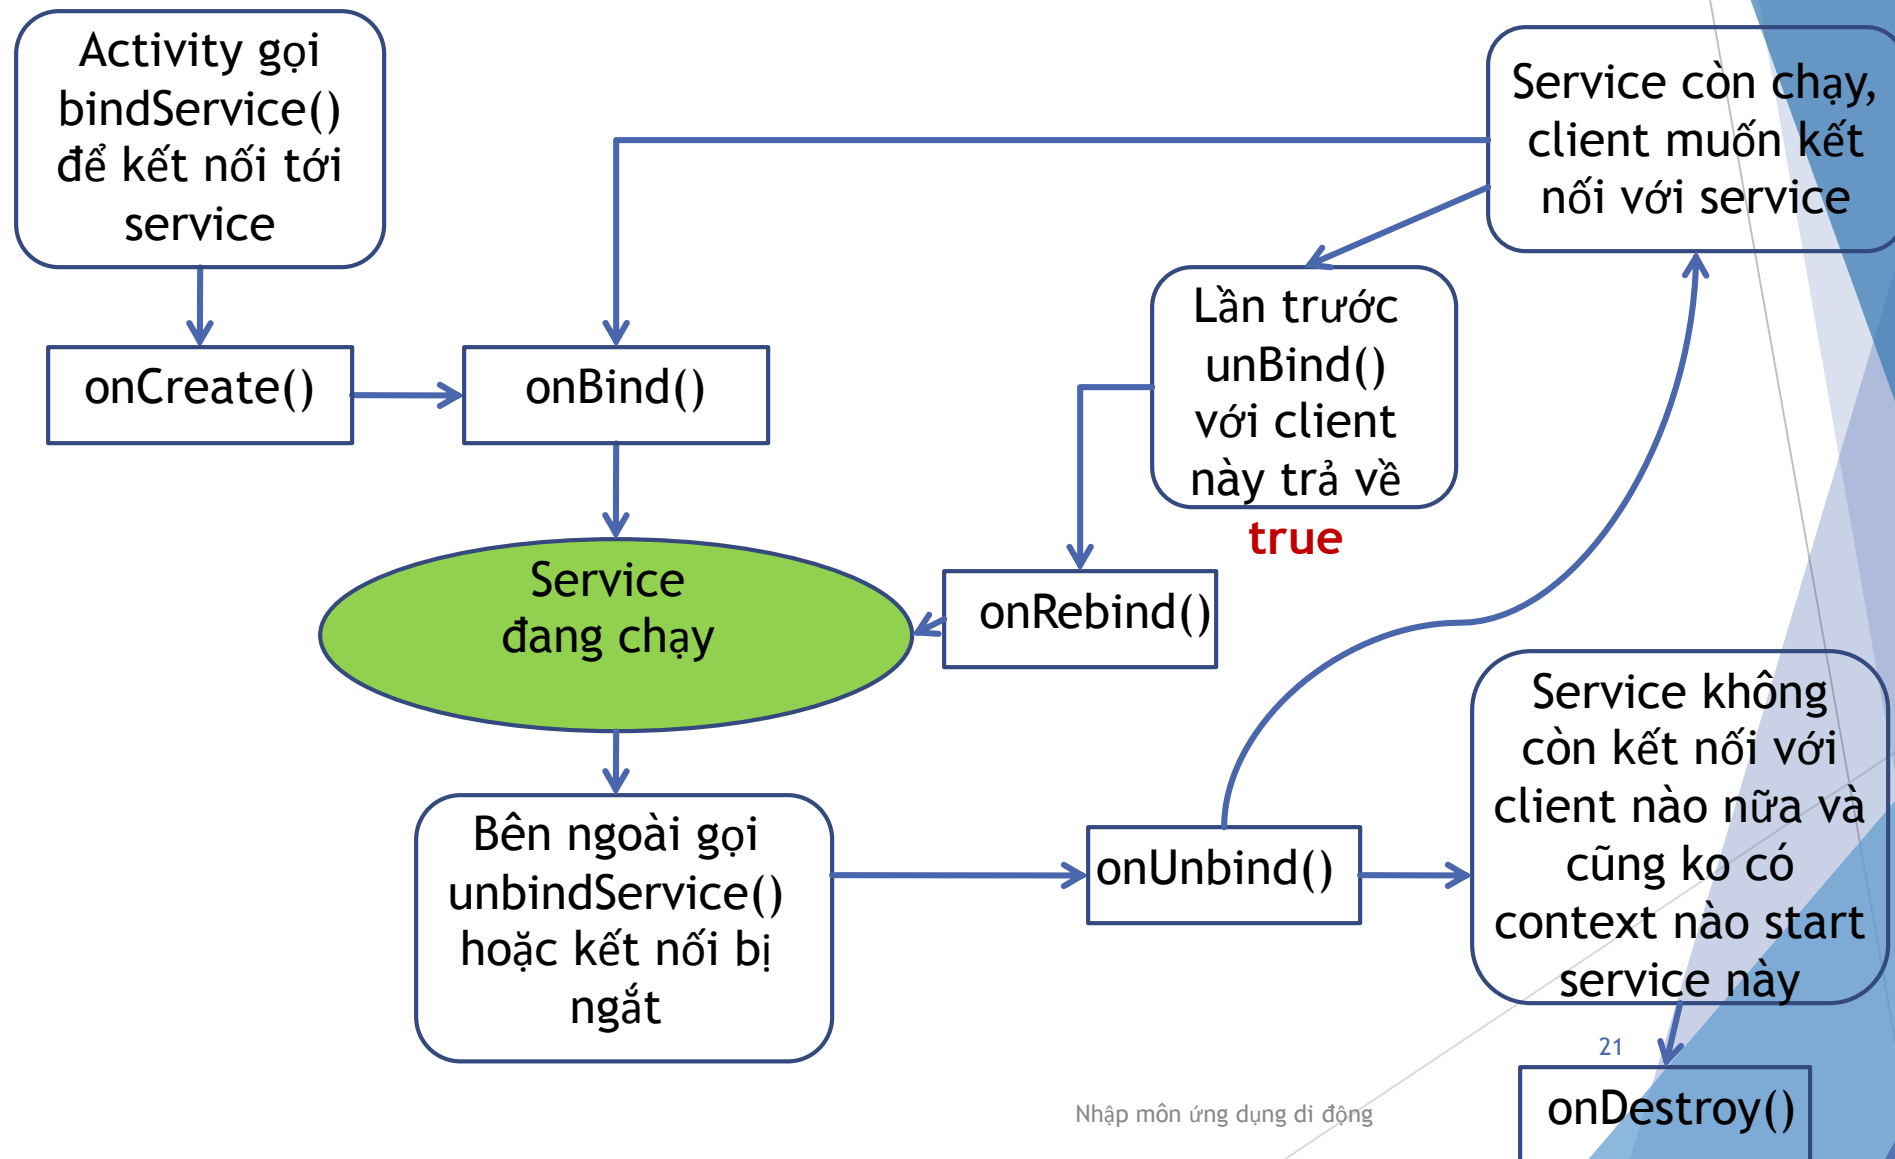 Activity gọi
bindService()
để kết nối tới
service
Service còn chạy,
client muốn kết
nối với service
Lần trước
unBind()
với client
này trả về
true
onCreate()
onBind()
Service
đang chạy
onRebind()
Bên ngoài gọi
unbindService()
hoặc kết nối bị
ngắt
onUnbind()
Service không
còn kết nối với
client nào nữa và
cũng ko có
context nào start
service này
21
Nhập môn ứng dụng di động
onDestroy()